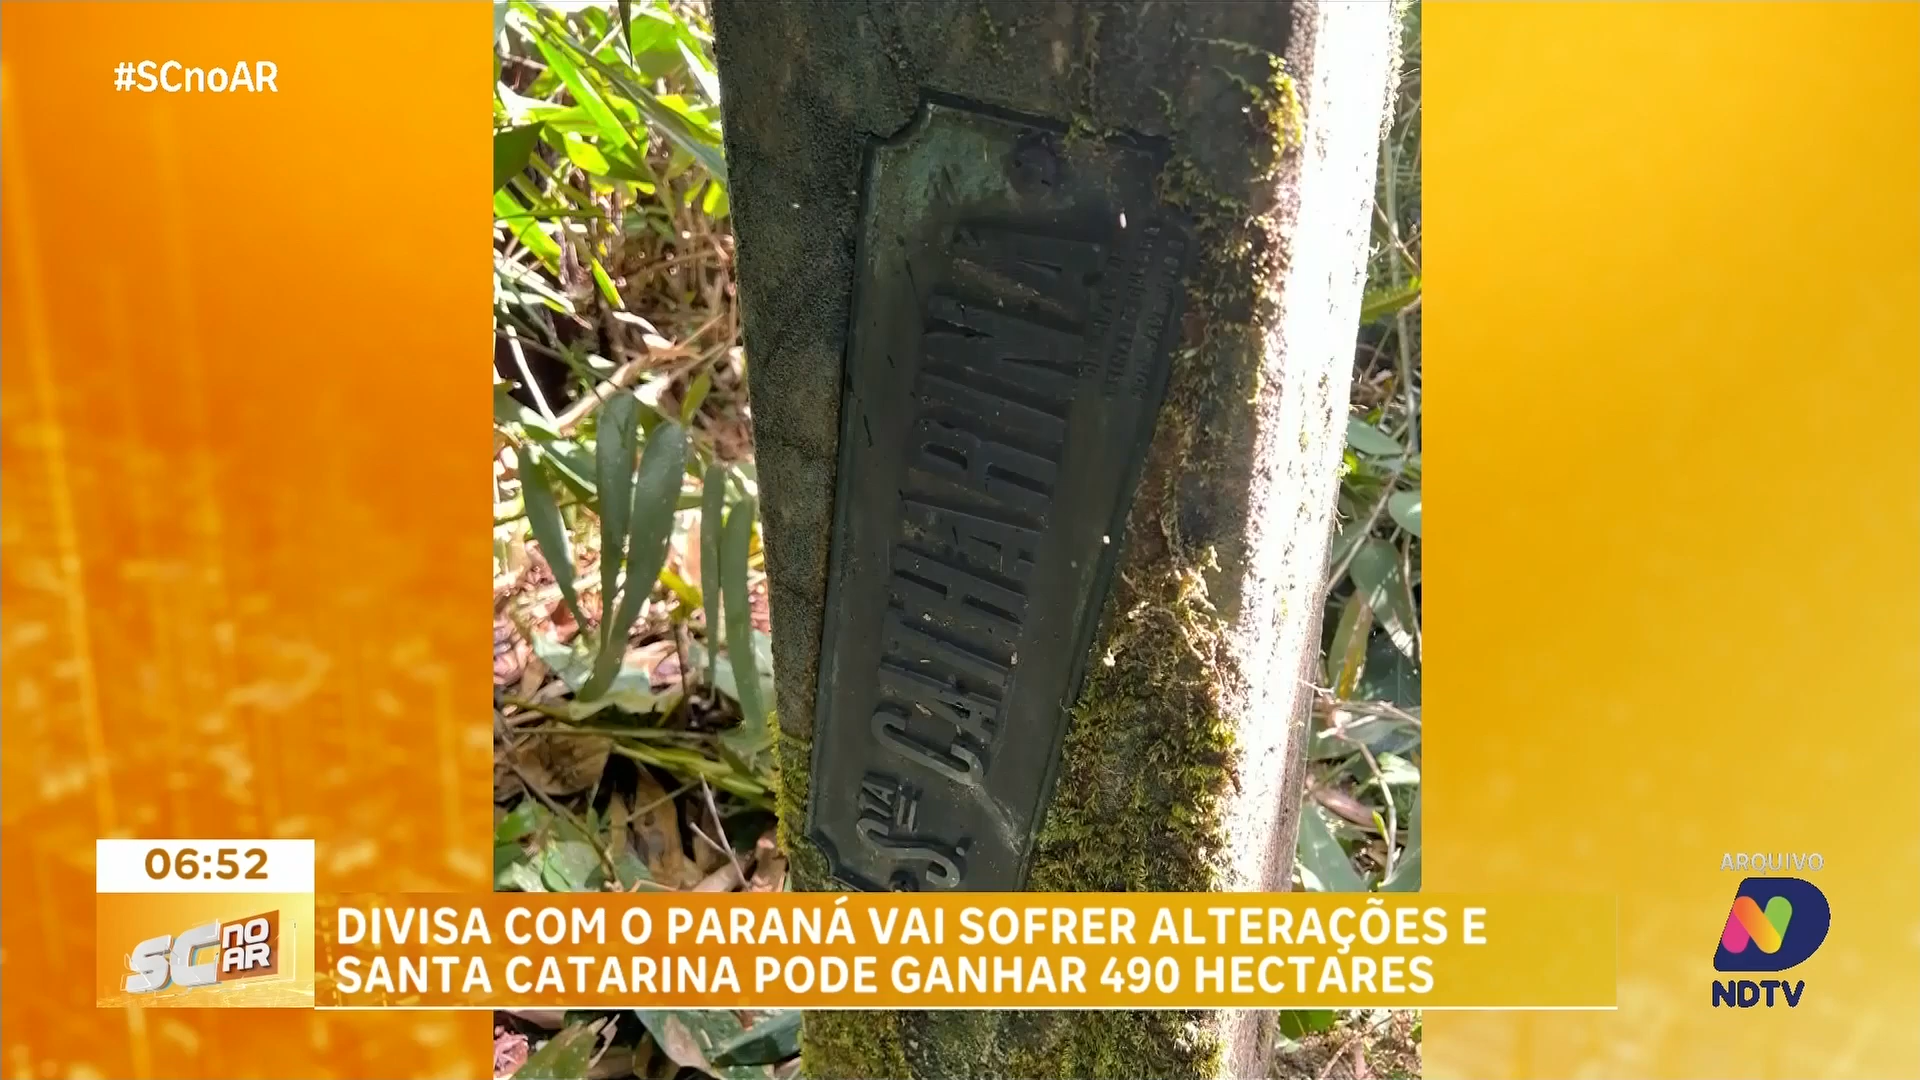 #SCnoAR
S.TA CATHARINA
06:52
SC NO AR
DIVISA COM O PARANÁ VAI SOFRER ALTERAÇÕES E
SANTA CATARINA PODE GANHAR 490 HECTARES
ARQUIVO
N
NDTV